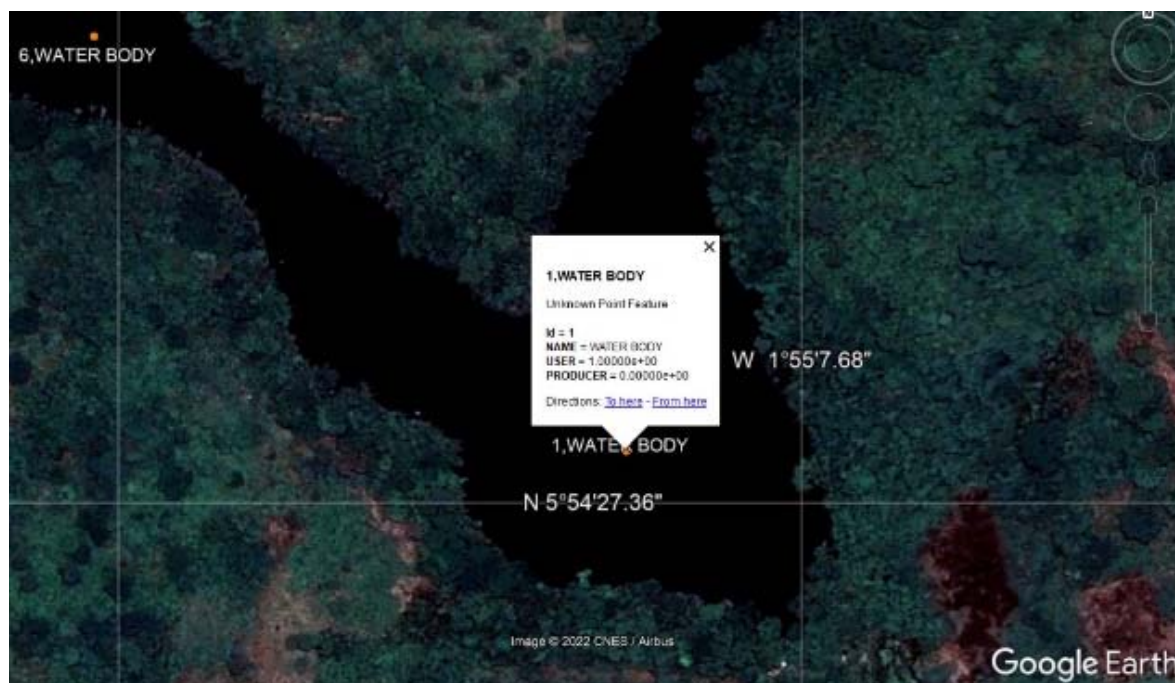 6,WATER BODY
1,WATER BODY
Unknown Point Feature
Id = 1
NAME = WATER BODY
USER = 1.00000e+00
PRODUCER = 0.00000e+00
Directions: To here - From here
W 1°55'7.68"
1,WATER BODY
N 5°54'27.36"
Image © 2022 CNES / Airbus
Google Earth